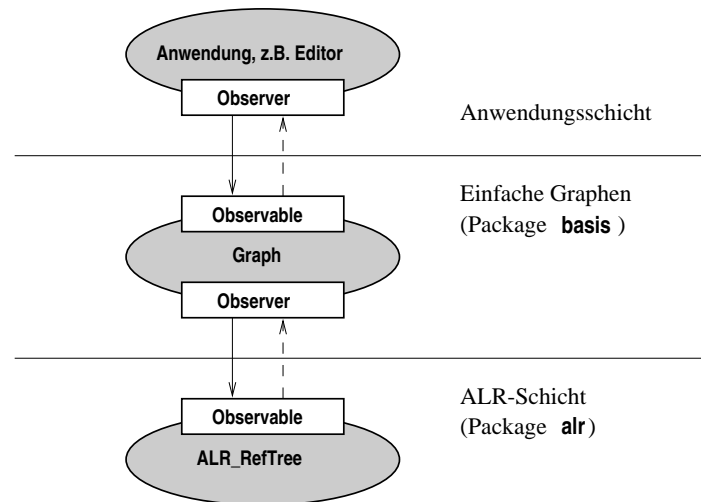 Anwendung, z.B. Editor
Observer
Anwendungsschicht
Observable
Einfache Graphen
(Package basis )
Graph
Observer
Observable
ALR-Schicht
(Package alr)
ALR_RefTree